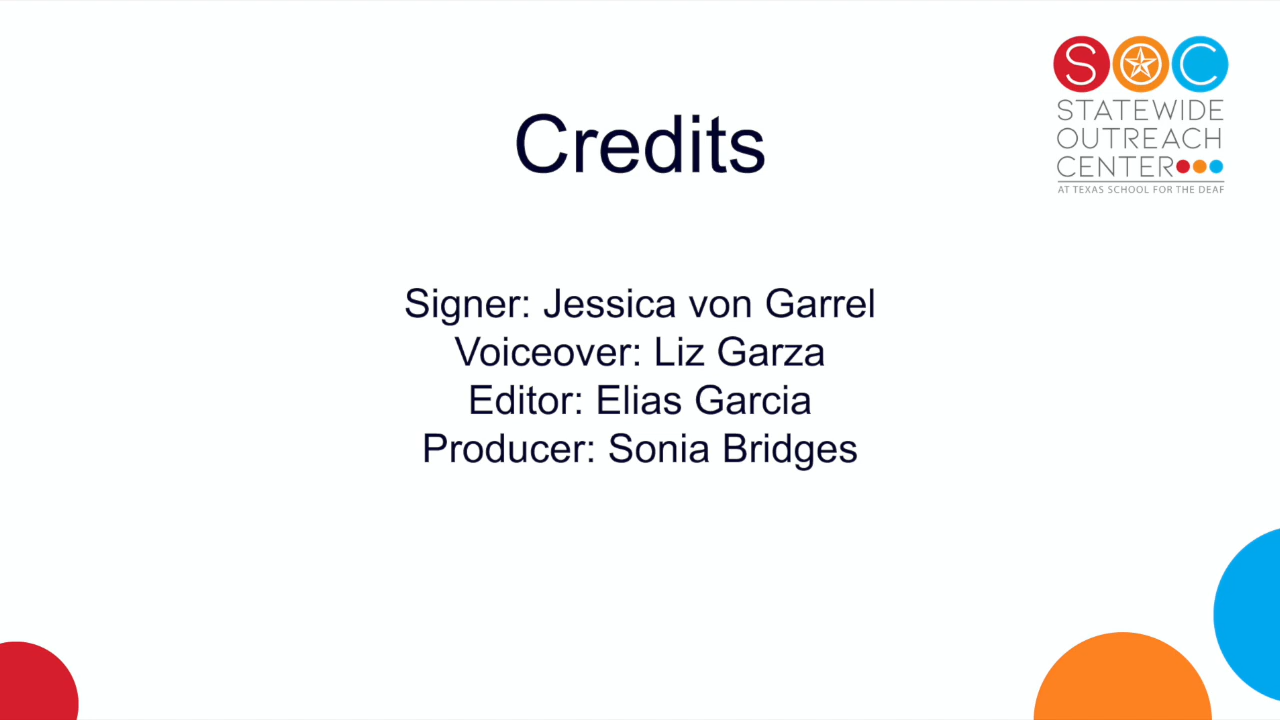 Credits
Signer: Jessica von Garrel
Voiceover: Liz Garza
Editor: Elias Garcia
Producer: Sonia Bridges
SOC
STATEWIDE
OUTREACH
CENTER
AT TEXAS SCHOOL FOR THE DEAF